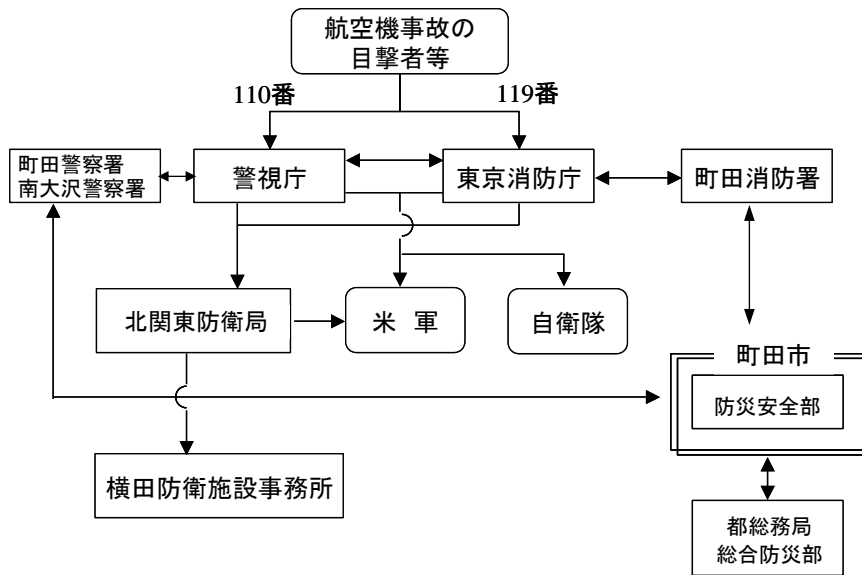 航空機事故の
目撃者等
110番
119番
町田警察署
南大沢警察署
警視庁
東京消防庁
町田消防署
北関東防衛局
米 軍
自衛隊
町田市
防災安全部
横田防衛施設事務所
都総務局
総合防災部